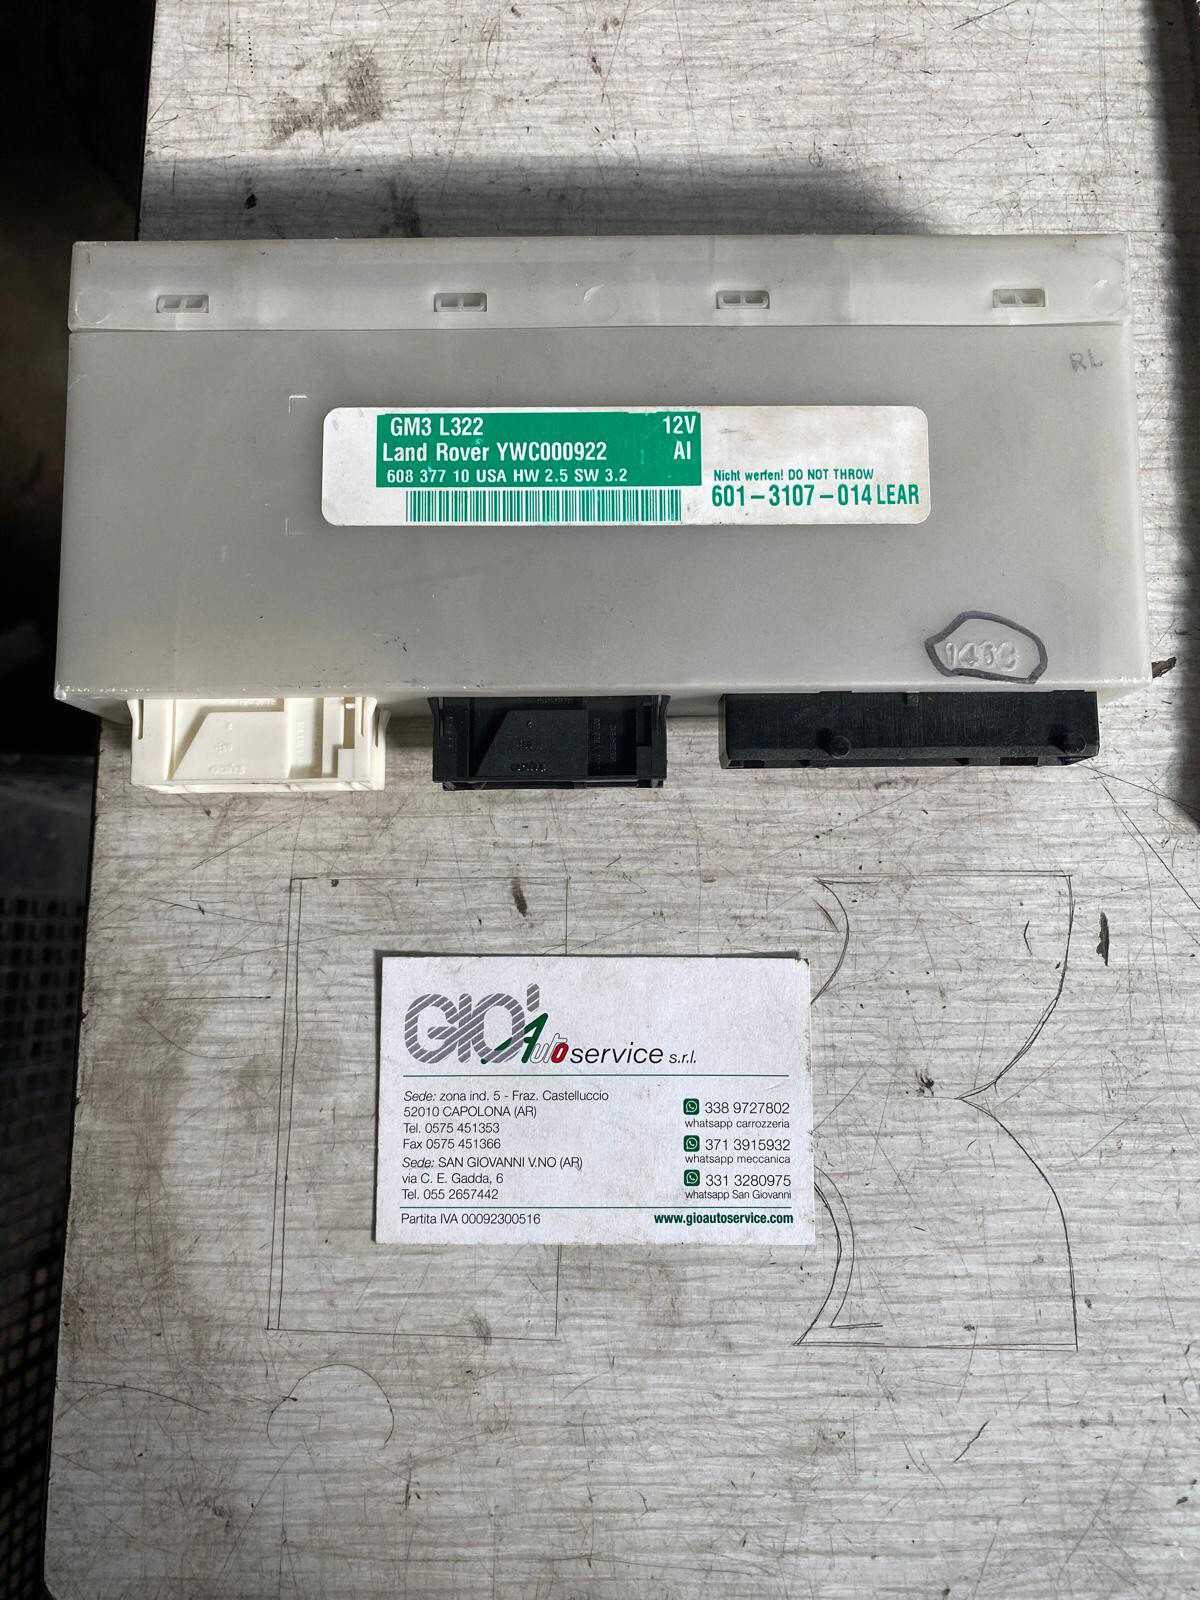 RL
GM3 L322 12V
Land Rover YWC000922 AI
608 377 10 USA HW 2.5 SW 3.2
Nicht werfen! DO NOT THROW
601-3107-014 LEAR
GIO' Auto service s.r.l.
Sede: zona ind. 5 - Fraz. Castelluccio
52010 CAPOLONA (AR)
Tel. 0575 451353
Fax 0575 451366
Sede: SAN GIOVANNI V.NO (AR)
via C. E. Gadda, 6
Tel. 055 2657442
338 9727802
whatsapp carrozzeria
371 3915932
whatsapp meccanica
331 3280975
whatsapp San Giovanni
Partita IVA 00092300516
www.gioautoservice.com